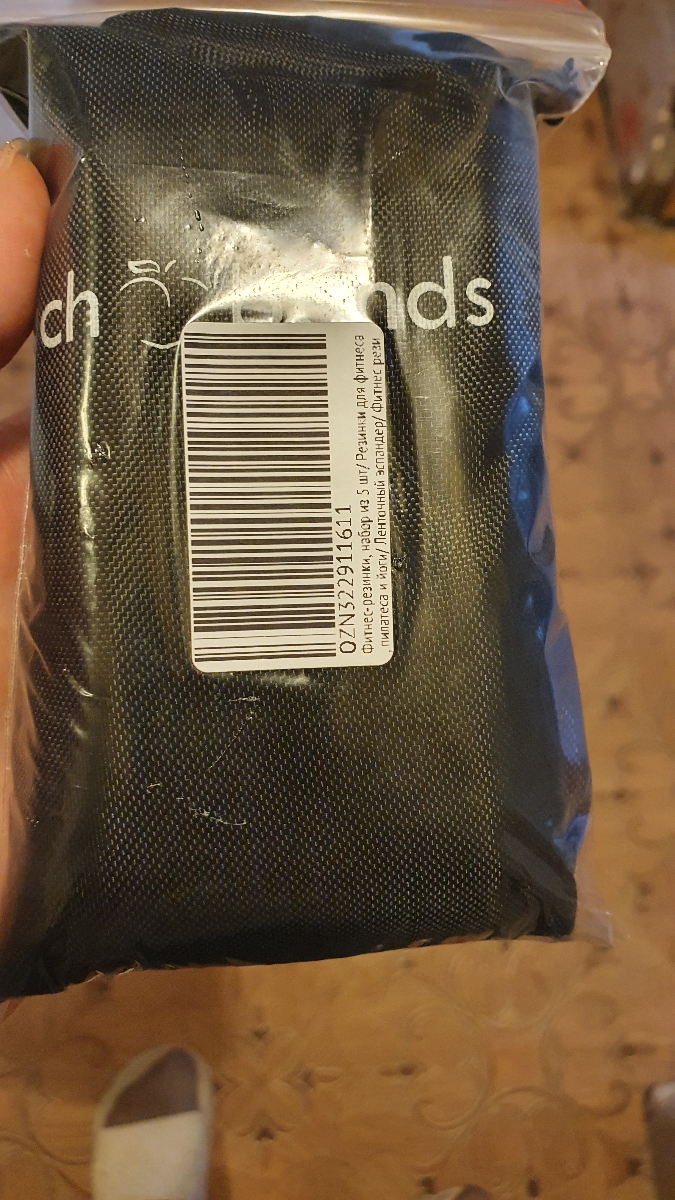 ch nds
OZN322911611
Фитнес-резинки, набор из 5 шт/ Резинки для фитнеса
, пилатеса и йоги/ Ленточный эспандер/ Фитнес рези